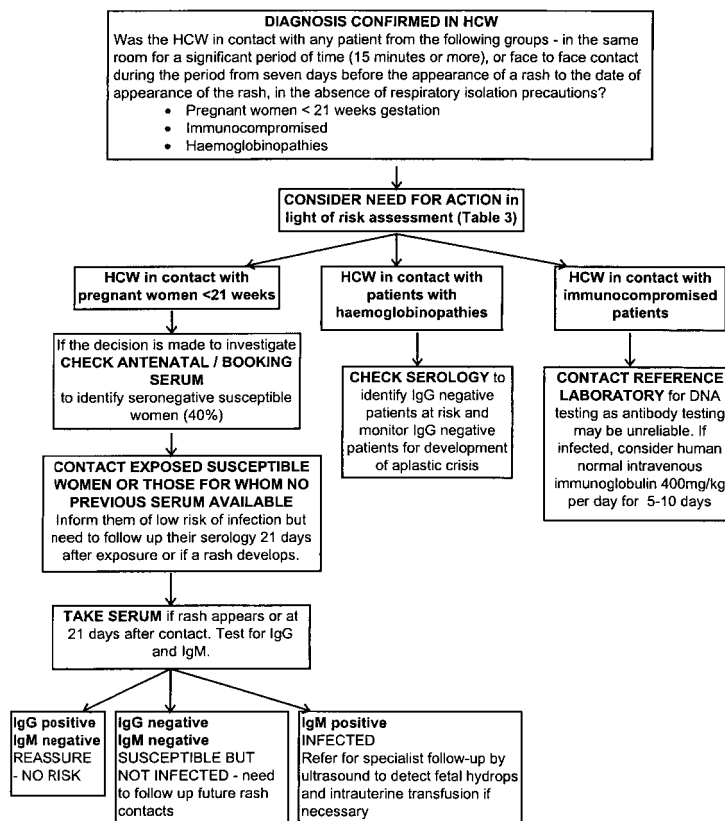 DIAGNOSIS CONFIRMED IN HCW
Was the HCW in contact with any patient from the following groups - in the same
room for a significant period of time (15 minutes or more), or face to face contact
during the period from seven days before the appearance of a rash to the date of
appearance of the rash, in the absence of respiratory isolation precautions?
• Pregnant women < 21 weeks gestation
• Immunocompromised
• Haemoglobinopathies
CONSIDER NEED FOR ACTION in
light of risk assessment (Table 3)
HCW in contact with
pregnant women <21 weeks
If the decision is made to investigate
CHECK ANTENATAL / BOOKING
SERUM
to identify seronegative susceptible
women (40%)
CONTACT EXPOSED SUSCEPTIBLE
WOMEN OR THOSE FOR WHOM NO
PREVIOUS SERUM AVAILABLE
Inform them of low risk of infection but
need to follow up their serology 21 days
after exposure or if a rash develops.
TAKE SERUM if rash appears or at
21 days after contact. Test for IgG
and IgM.
IgG positive
IgM negative
REASSURE
- NO RISK
IgG negative
IgM negative
SUSCEPTIBLE BUT
NOT INFECTED - need
to follow up future rash
contacts
IgM positive
INFECTED
Refer for specialist follow-up by
ultrasound to detect fetal hydrops
and intrauterine transfusion if
necessary
HCW in contact with
patients with
haemoglobinopathies
CHECK SEROLOGY to
identify IgG negative
patients at risk and
monitor IgG negative
patients for development
of aplastic crisis
HCW in contact with
immunocompromised
patients
CONTACT REFERENCE
LABORATORY for DNA
testing as antibody testing
may be unreliable. If
infected, consider human
normal intravenous
immunoglobulin 400mg/kg
per day for 5-10 days